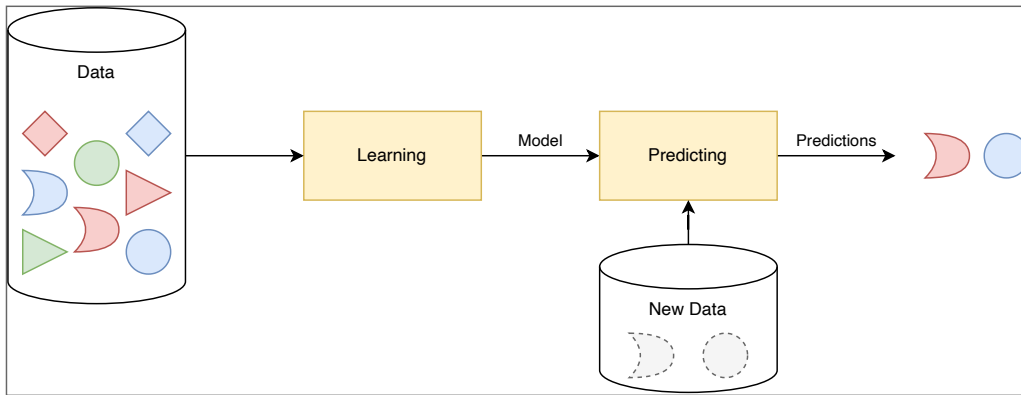 Data
Learning
Model
Predicting
Predictions
New Data